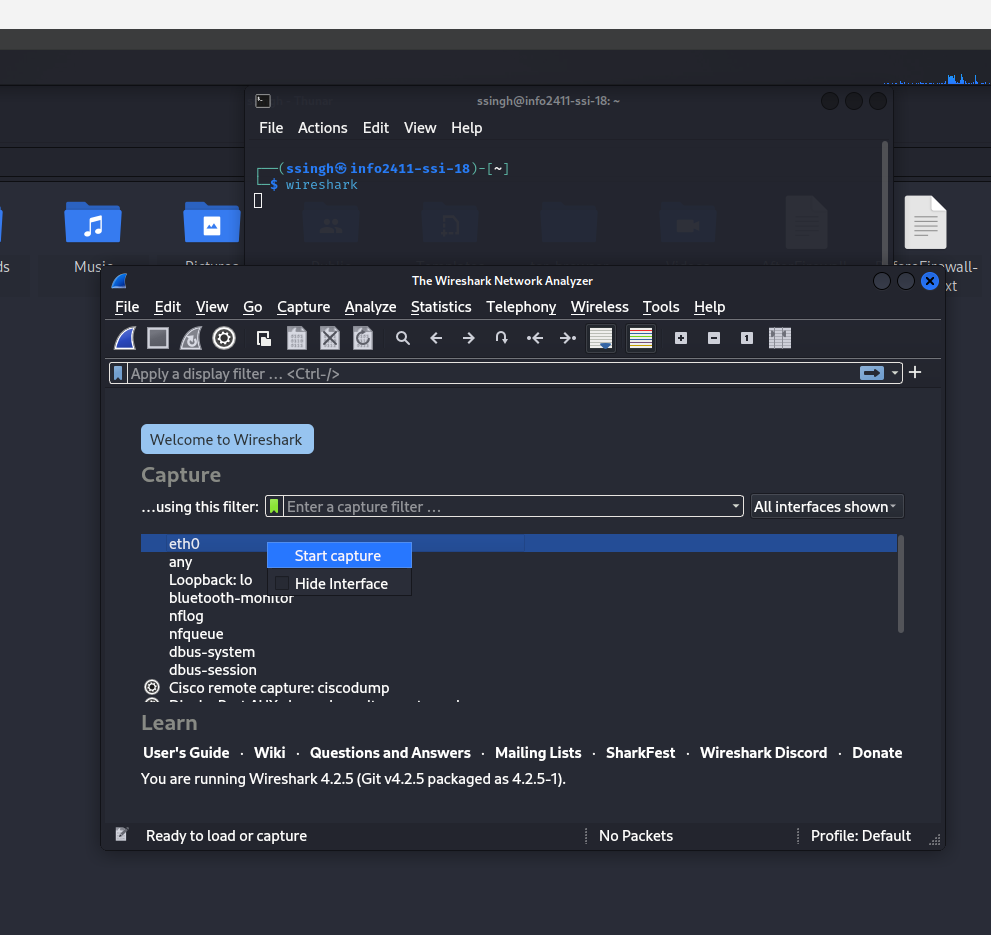 ssingh@info2411-ssi-18: ~
File Actions Edit View Help
┌──(ssingh㉿info2411-ssi-18)-[~]
└─$ wireshark
ds
Music
Pictures
The Wireshark Network Analyzer
File Edit View Go Capture Analyze Statistics Telephony Wireless Tools Help
Apply a display filter … <Ctrl-/>
Welcome to Wireshark
Capture
…using this filter: Enter a capture filter … All interfaces shown
eth0
Start capture
any
Loopback: lo
Hide Interface
bluetooth-monitor
nflog
nfqueue
dbus-system
dbus-session
Cisco remote capture: ciscodump
Learn
User's Guide · Wiki · Questions and Answers · Mailing Lists · SharkFest · Wireshark Discord · Donate
You are running Wireshark 4.2.5 (Git v4.2.5 packaged as 4.2.5-1).
Ready to load or capture No Packets Profile: Default